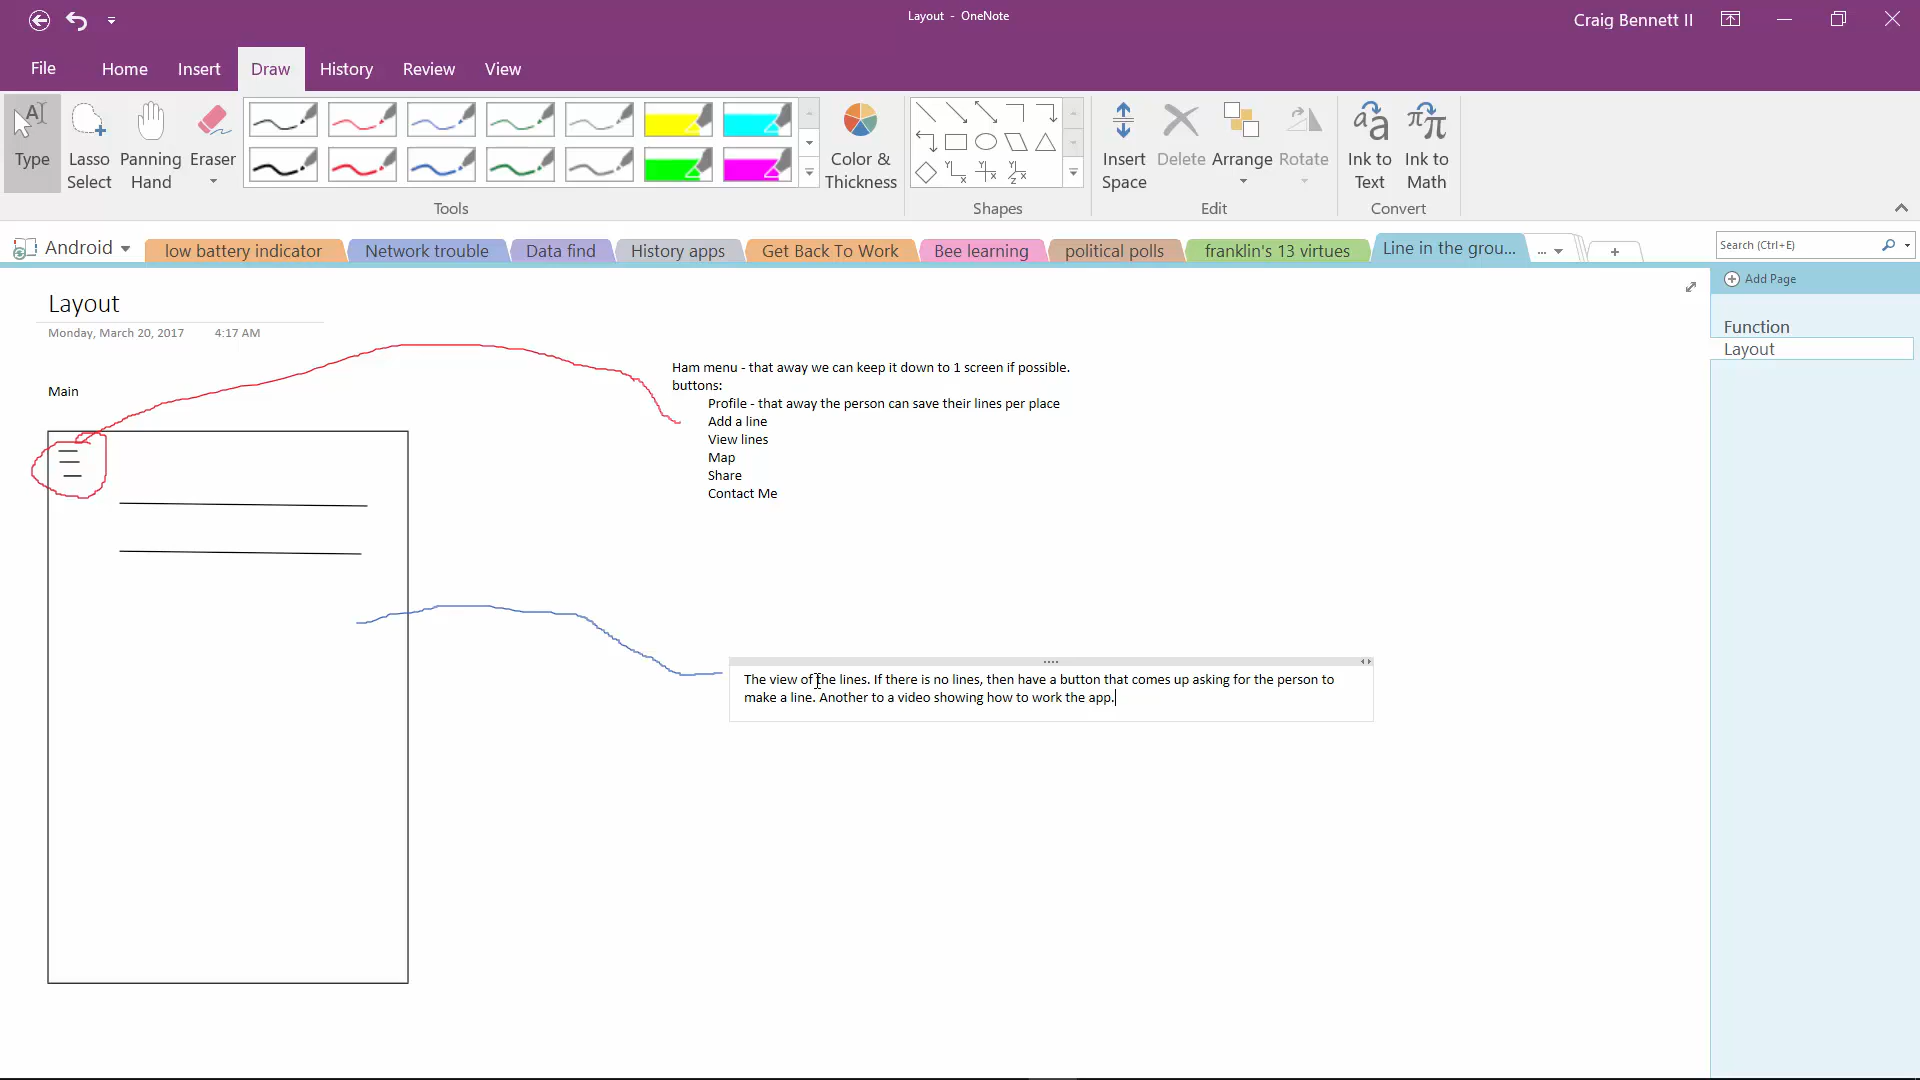 Layout - OneNote
Craig Bennett II
File Home Insert Draw History Review View
Type
Lasso Select
Panning Hand
Eraser
Color & Thickness
Insert Space
Delete
Arrange
Rotate
Ink to Text
Ink to Math
Tools
Shapes
Edit
Convert
Android
low battery indicator
Network trouble
Data find
History apps
Get Back To Work
Bee learning
political polls
franklin's 13 virtues
Line in the grou...
...
Search (Ctrl+E)
Add Page
Function
Layout
Layout
Monday, March 20, 2017 4:17 AM
Main
Ham menu - that away we can keep it down to 1 screen if possible.
buttons:
Profile - that away the person can save their lines per place
Add a line
View lines
Map
Share
Contact Me
The view of the lines. If there is no lines, then have a button that comes up asking for the person to
make a line. Another to a video showing how to work the app.